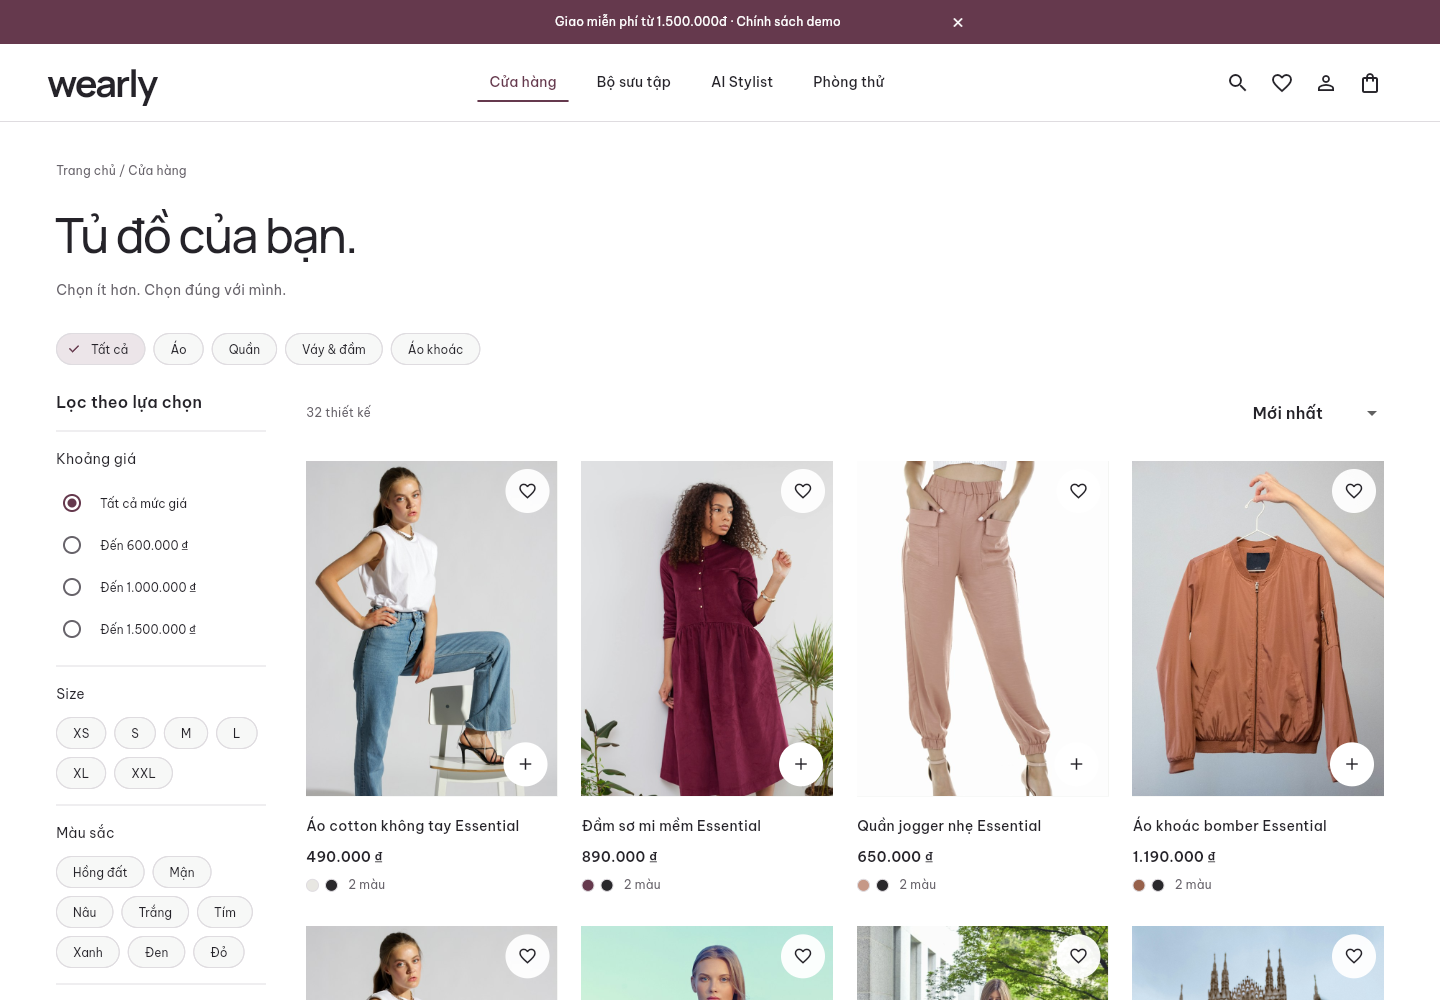 Giao miễn phí từ 1.500.000đ · Chính sách demo
wearly
Cửa hàng
Bộ sưu tập
AI Stylist
Phòng thử
Trang chủ / Cửa hàng
Tủ đồ của bạn.
Chọn ít hơn. Chọn đúng với mình.
Tất cả
Áo
Quần
Váy & đầm
Áo khoác
Lọc theo lựa chọn
32 thiết kế
Mới nhất
Khoảng giá
Tất cả mức giá
Đến 600.000 ₫
Đến 1.000.000 ₫
Đến 1.500.000 ₫
Size
XS
S
M
L
XL
XXL
Màu sắc
Hồng đất
Mận
Nâu
Trắng
Tím
Xanh
Đen
Đỏ
Áo cotton không tay Essential
490.000 ₫
2 màu
Đầm sơ mi mềm Essential
890.000 ₫
2 màu
Quần jogger nhẹ Essential
650.000 ₫
2 màu
Áo khoác bomber Essential
1.190.000 ₫
2 màu